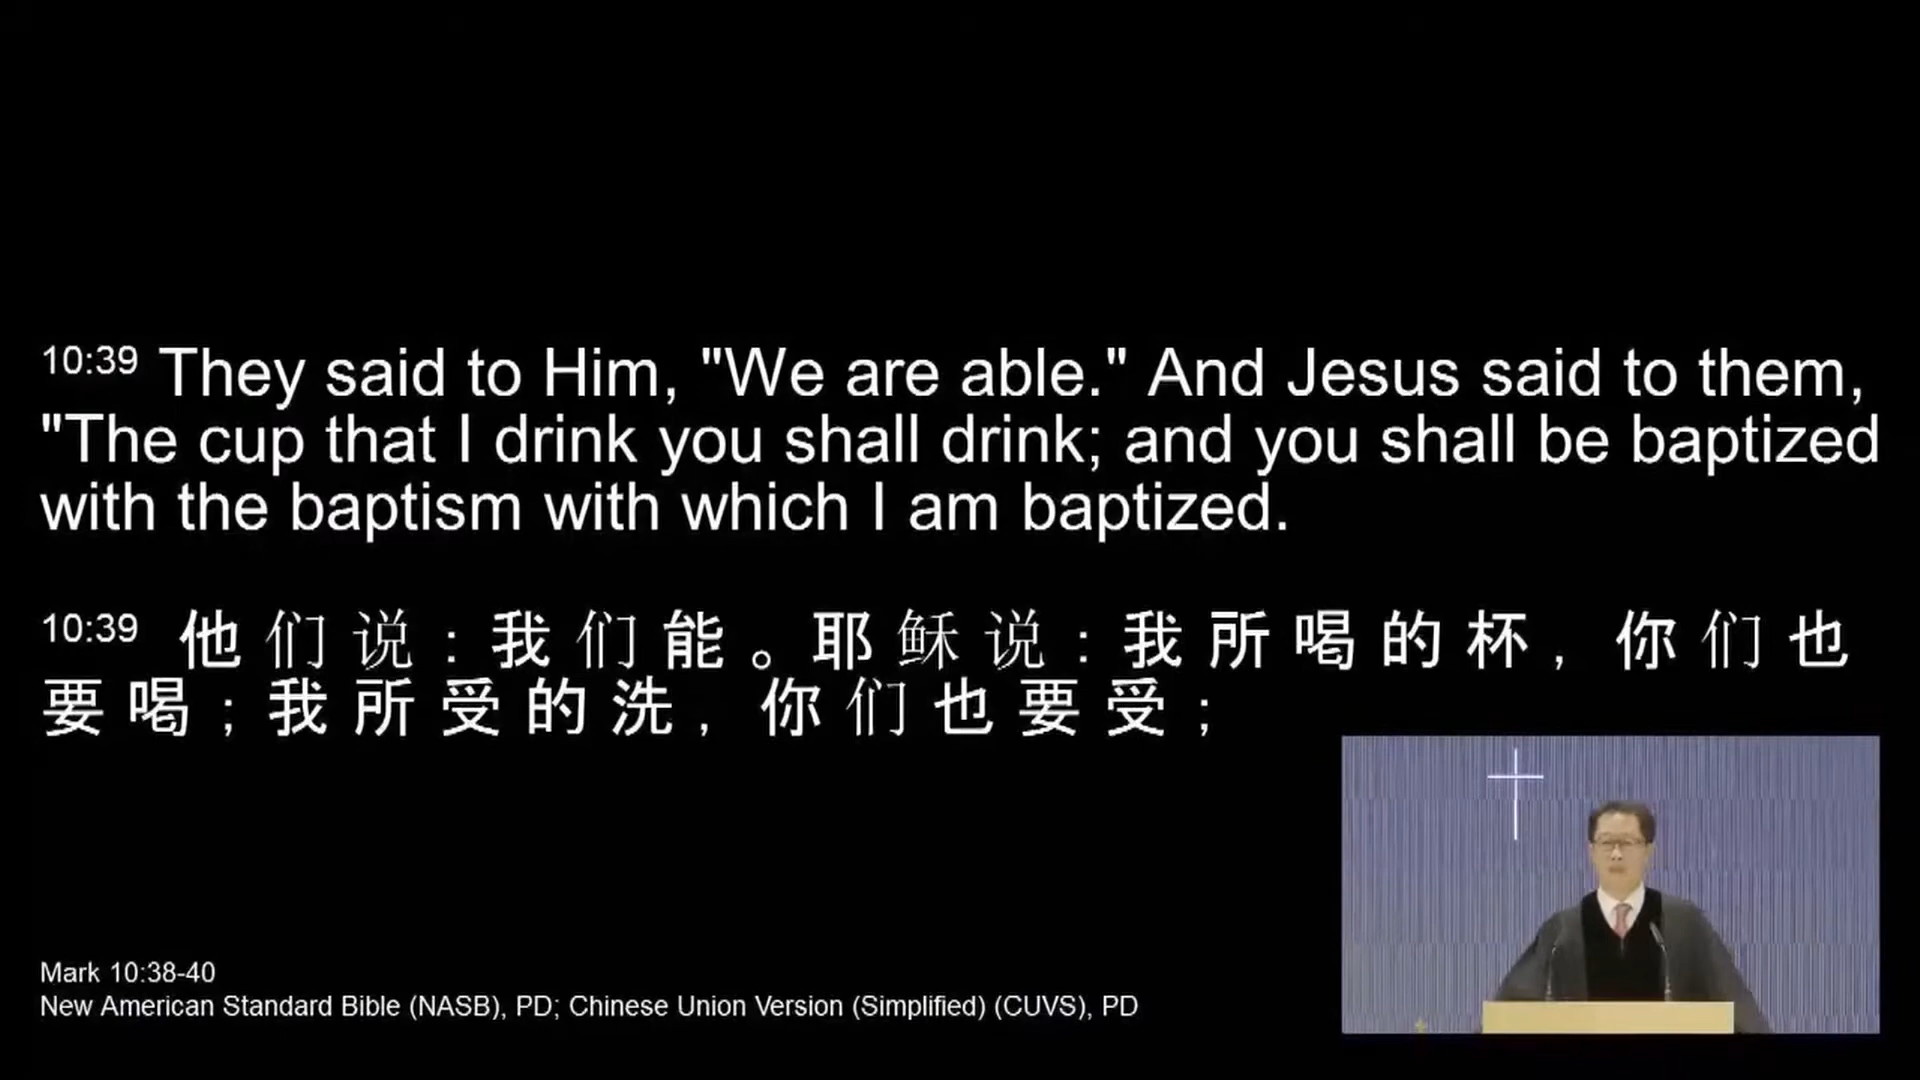 10:39 They said to Him, "We are able." And Jesus said to them,
"The cup that I drink you shall drink; and you shall be baptized
with the baptism with which I am baptized.
10:39 他们说:我们能。耶稣说:我所喝的杯,你们也
要喝;我所受的洗,你们也要受;
Mark 10:38-40
New American Standard Bible (NASB), PD; Chinese Union Version (Simplified) (CUVS), PD